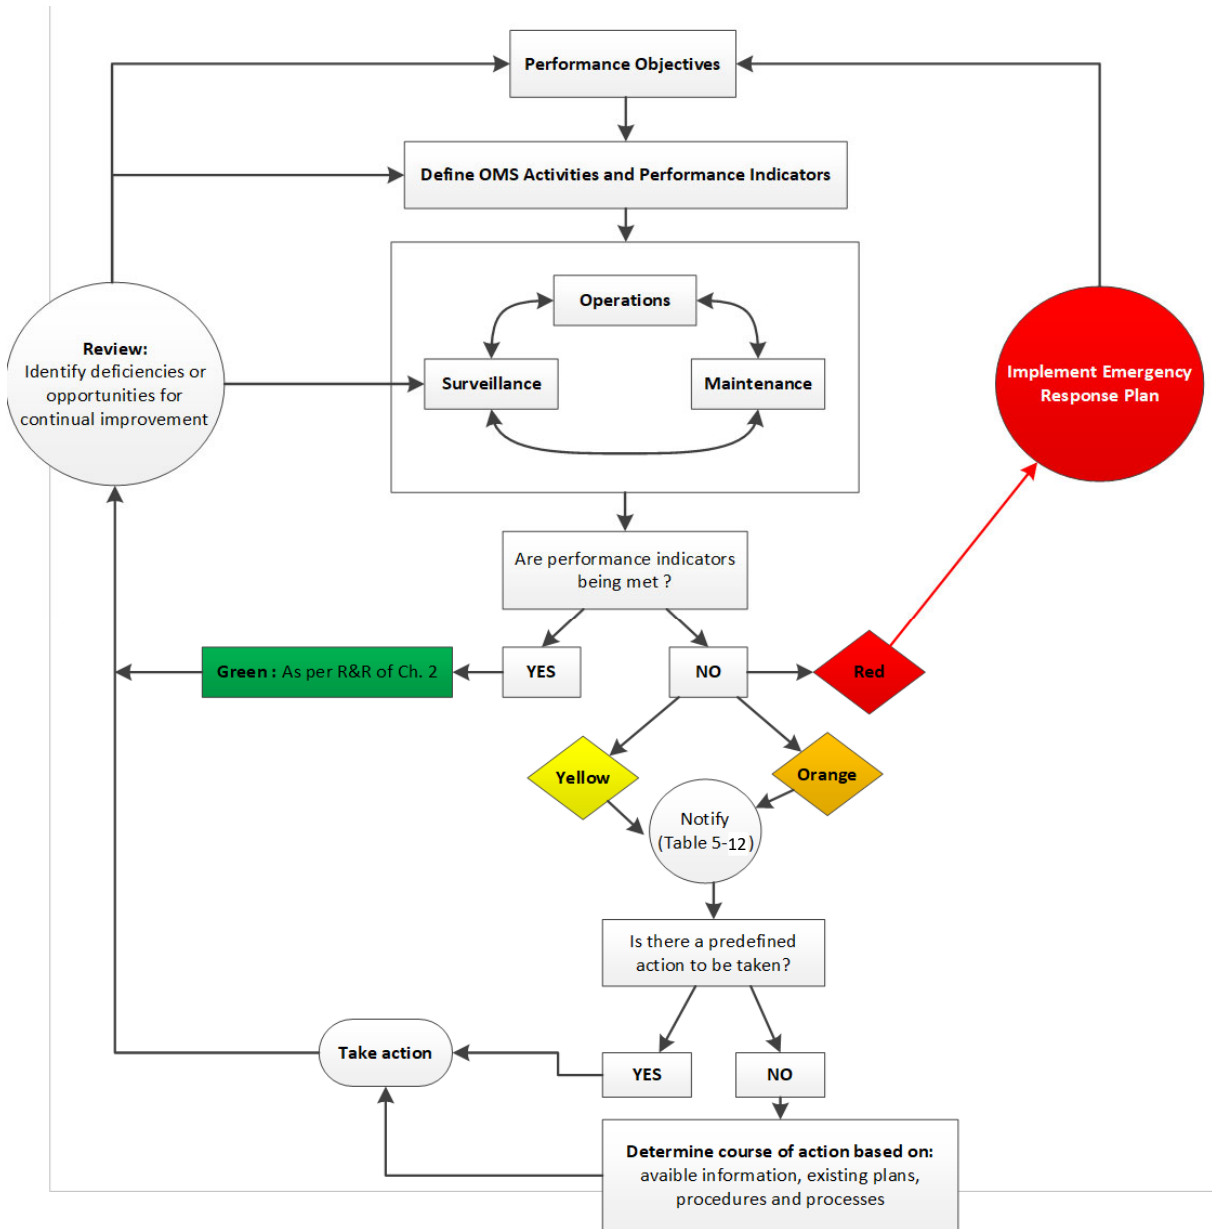 Performance Objectives
Define OMS Activities and Performance Indicators
Operations
Surveillance
Maintenance
Review:
Identify deficiencies or
opportunities for
continual improvement
Implement Emergency
Response Plan
Are performance indicators
being met ?
Green : As per R&R of Ch. 2
YES
NO
Red
Yellow
Orange
Notify
(Table 5-12)
Is there a predefined
action to be taken?
Take action
YES
NO
Determine course of action based on:
avaible information, existing plans,
procedures and processes